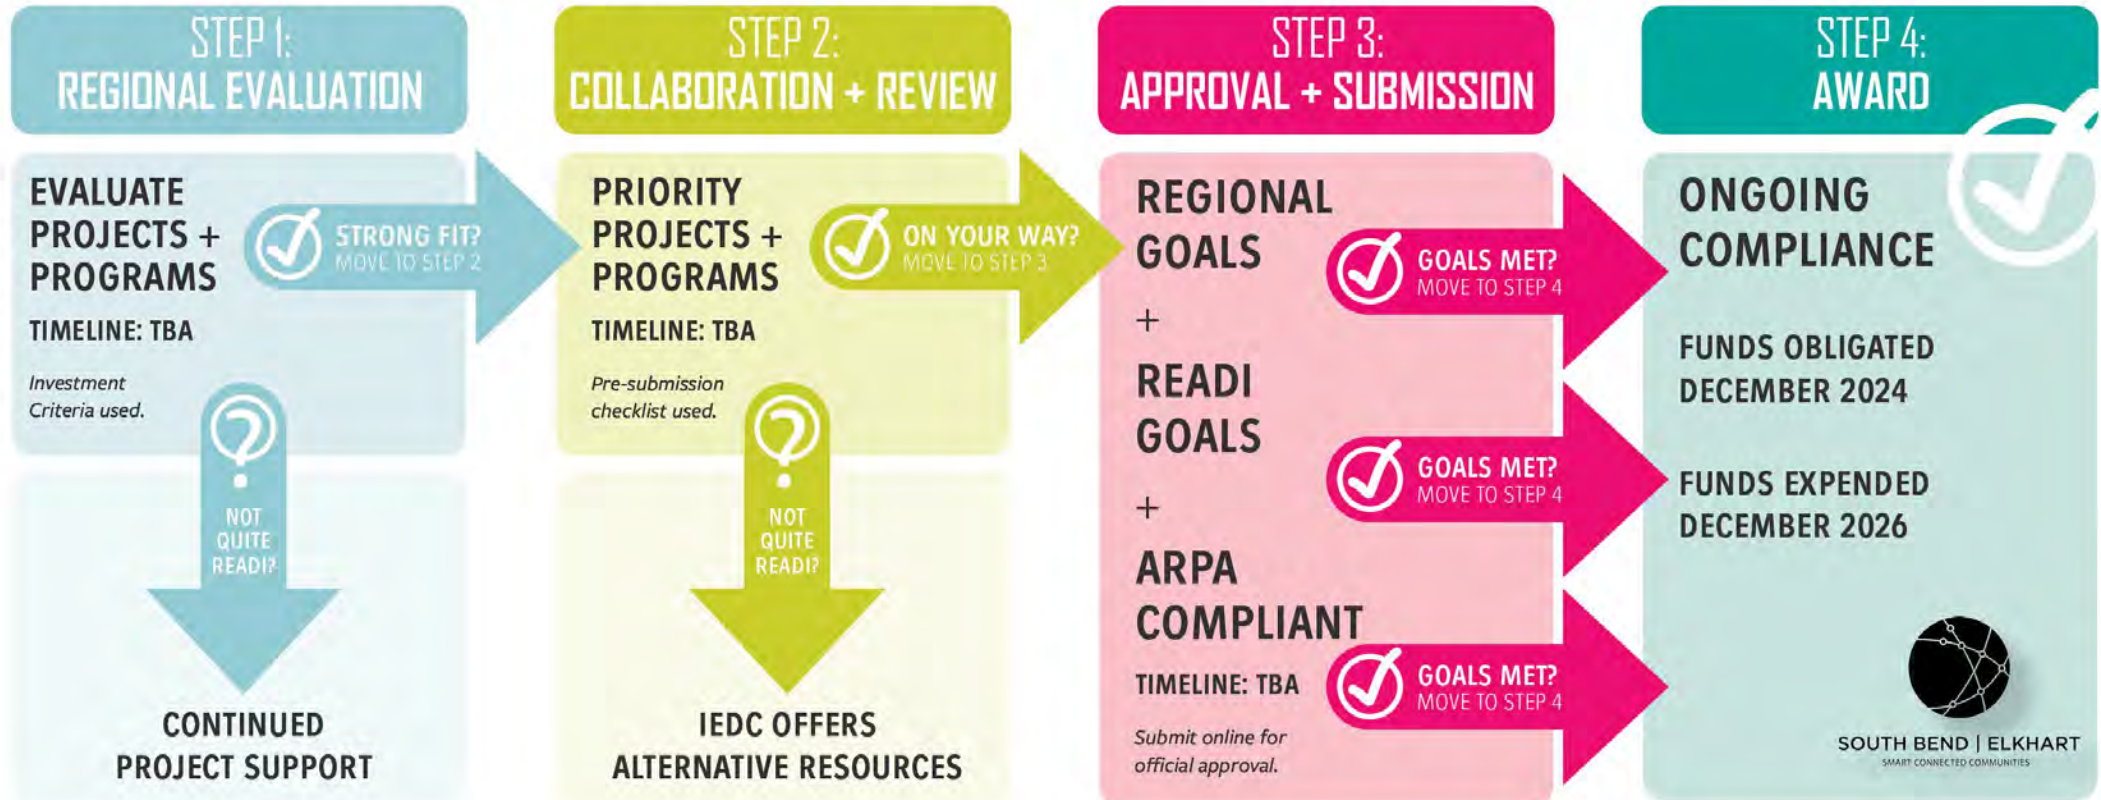 STEP 1:
REGIONAL EVALUATION
EVALUATE
PROJECTS +
PROGRAMS
STRONG FIT?
MOVE TO STEP 2
TIMELINE: TBA
Investment
Criteria used.
NOT
QUITE
READI?
CONTINUED
PROJECT SUPPORT
STEP 2:
COLLABORATION + REVIEW
PRIORITY
PROJECTS +
PROGRAMS
ON YOUR WAY?
MOVE TO STEP 3
TIMELINE: TBA
Pre-submission
checklist used.
NOT
QUITE
READI?
IEDC OFFERS
ALTERNATIVE RESOURCES
STEP 3:
APPROVAL + SUBMISSION
REGIONAL
GOALS
GOALS MET?
MOVE TO STEP 4
+
READI
GOALS
GOALS MET?
MOVE TO STEP 4
+
ARPA
COMPLIANT
GOALS MET?
MOVE TO STEP 4
TIMELINE: TBA
Submit online for
official approval.
STEP 4:
AWARD
ONGOING
COMPLIANCE
FUNDS OBLIGATED
DECEMBER 2024
FUNDS EXPENDED
DECEMBER 2026
SOUTH BEND | ELKHART
SMART CONNECTED COMMUNITIES